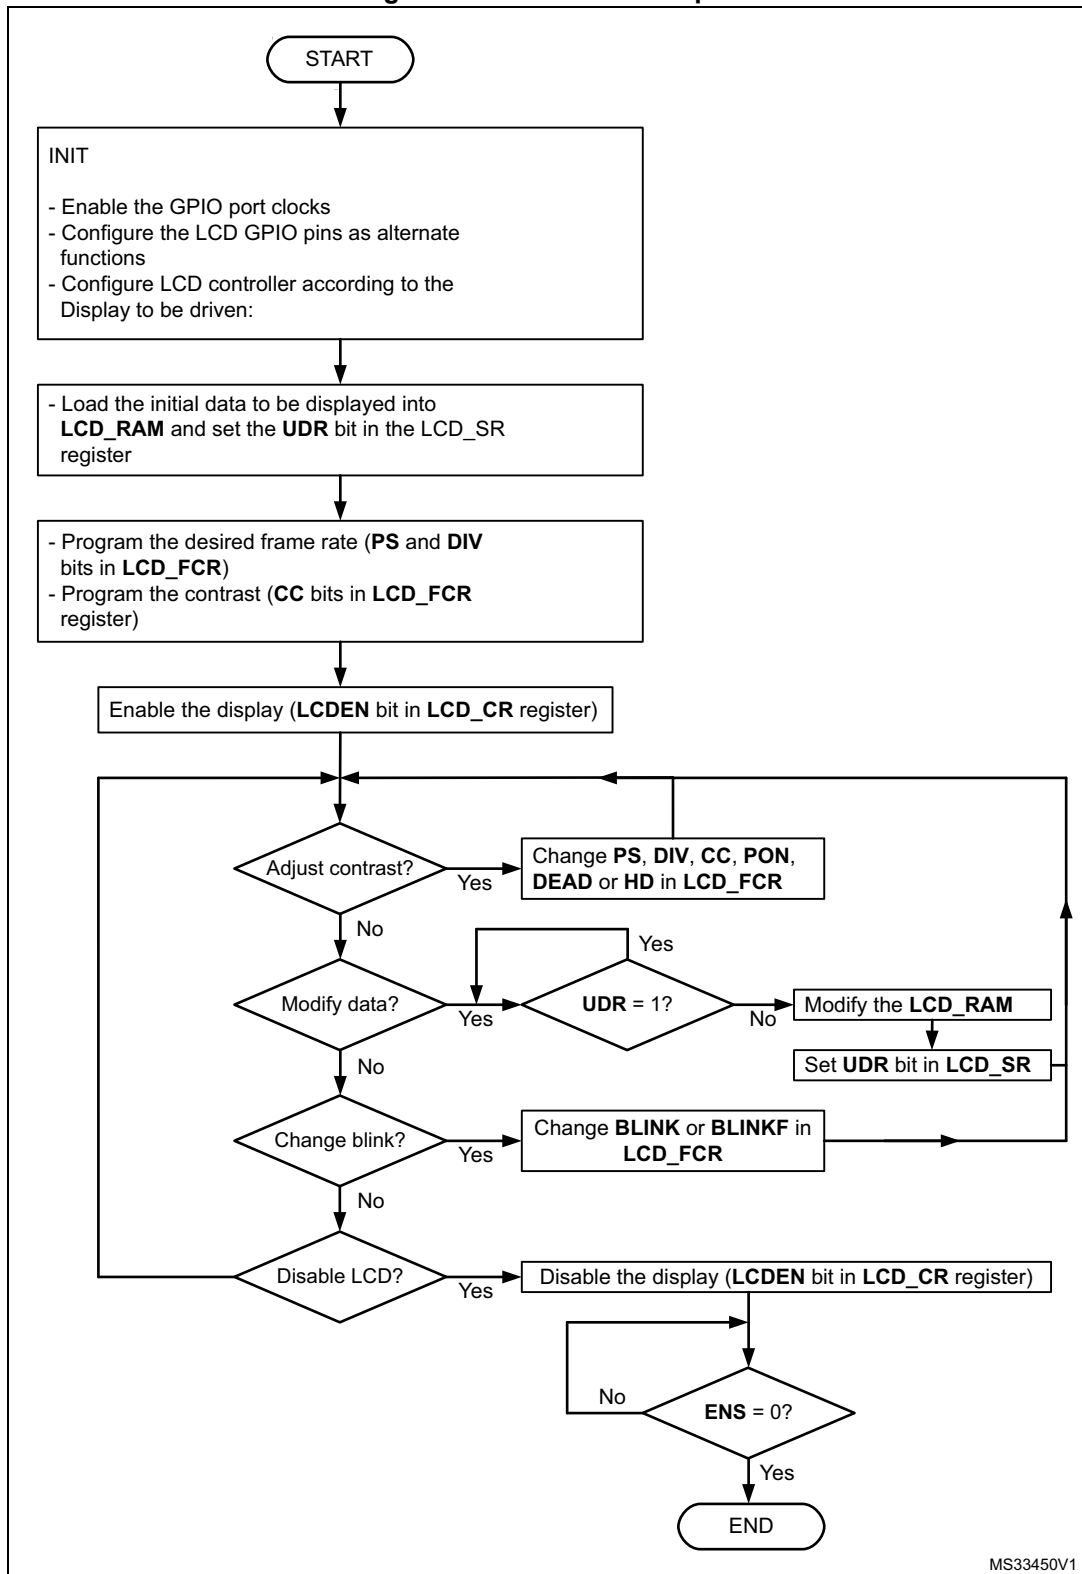 START
INIT
- Enable the GPIO port clocks
- Configure the LCD GPIO pins as alternate
functions
- Configure LCD controller according to the
Display to be driven:
- Load the initial data to be displayed into
LCD_RAM and set the UDR bit in the LCD_SR
register
- Program the desired frame rate (PS and DIV
bits in LCD_FCR)
- Program the contrast (CC bits in LCD_FCR
register)
Enable the display (LCDEN bit in LCD_CR register)
Adjust contrast?
Yes
Change PS, DIV, CC, PON,
DEAD or HD in LCD_FCR
No
Modify data?
Yes
UDR = 1?
Yes
No
Modify the LCD_RAM
Set UDR bit in LCD_SR
No
Change blink?
Yes
Change BLINK or BLINKF in
LCD_FCR
No
Disable LCD?
Yes
Disable the display (LCDEN bit in LCD_CR register)
No
ENS = 0?
Yes
END
MS33450V1